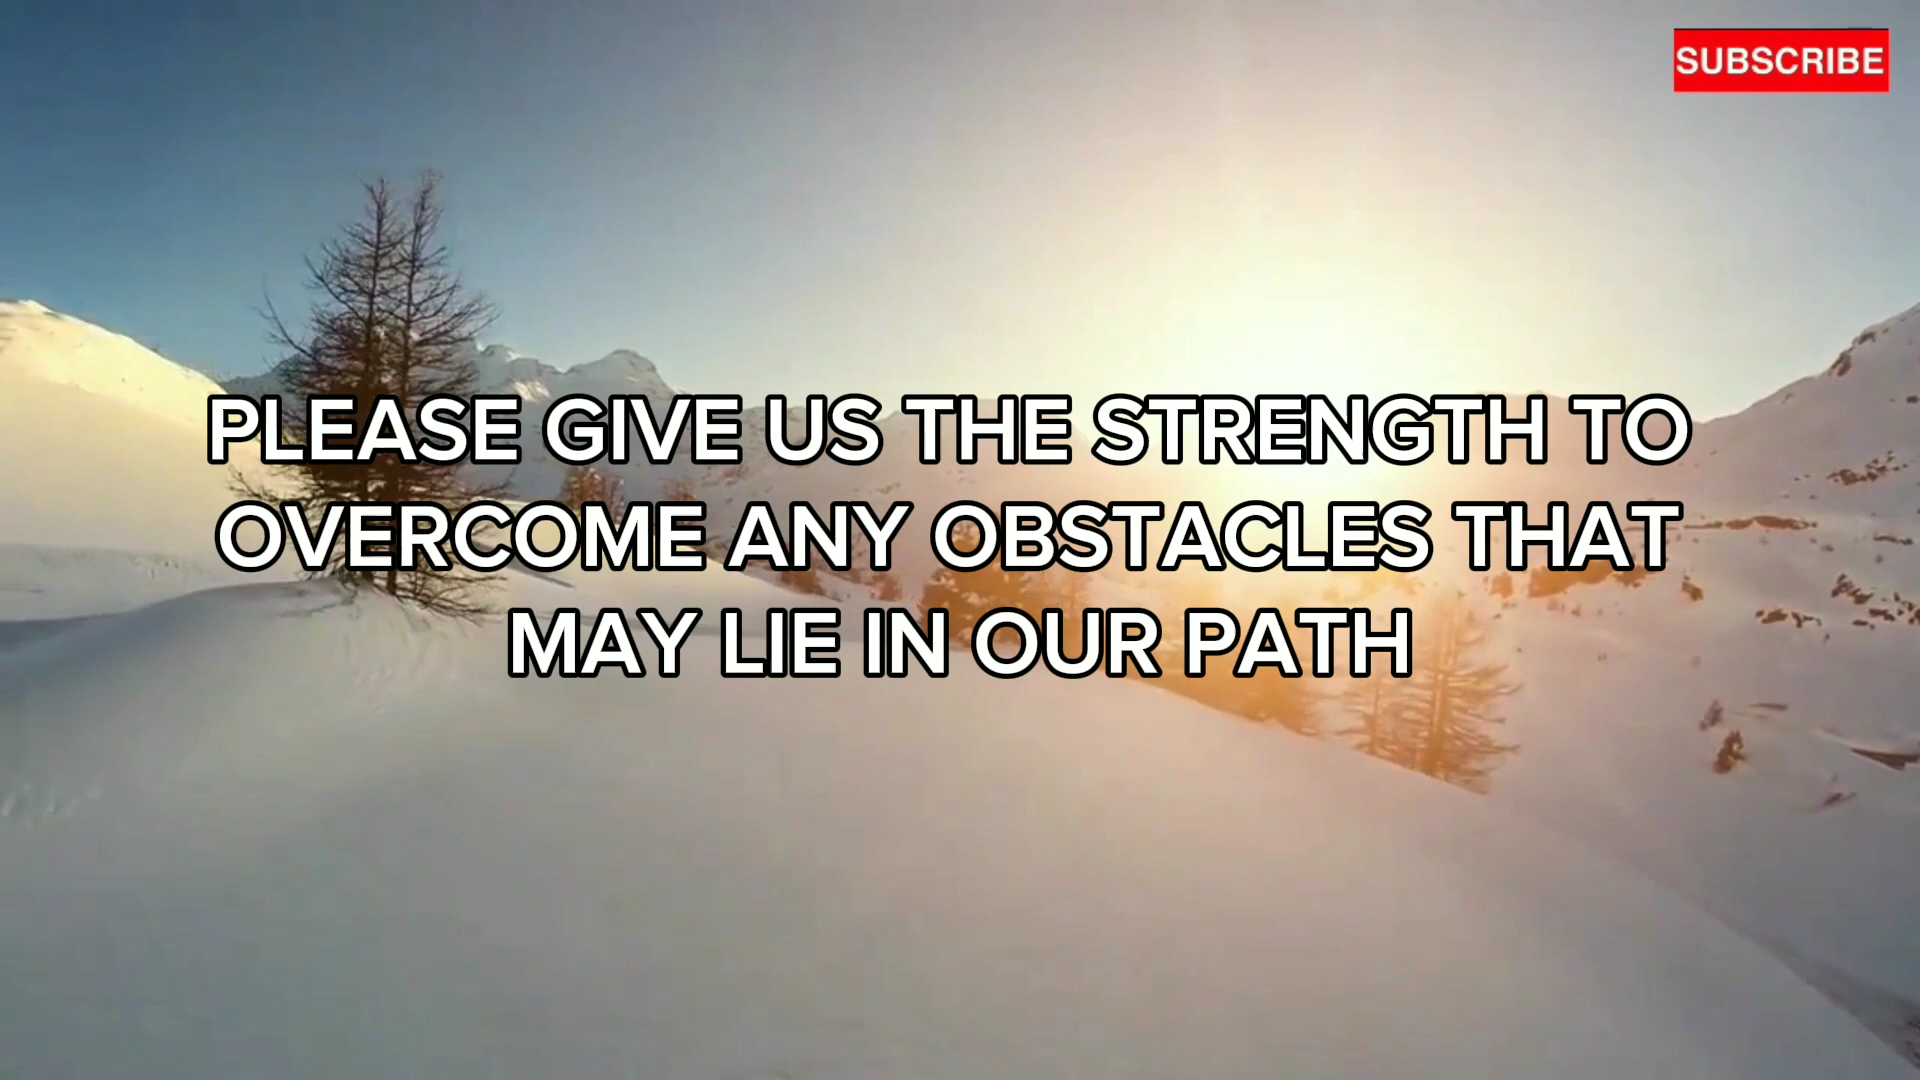 SUBSCRIBE
PLEASE GIVE US THE STRENGTH TO
OVERCOME ANY OBSTACLES THAT
MAY LIE IN OUR PATH